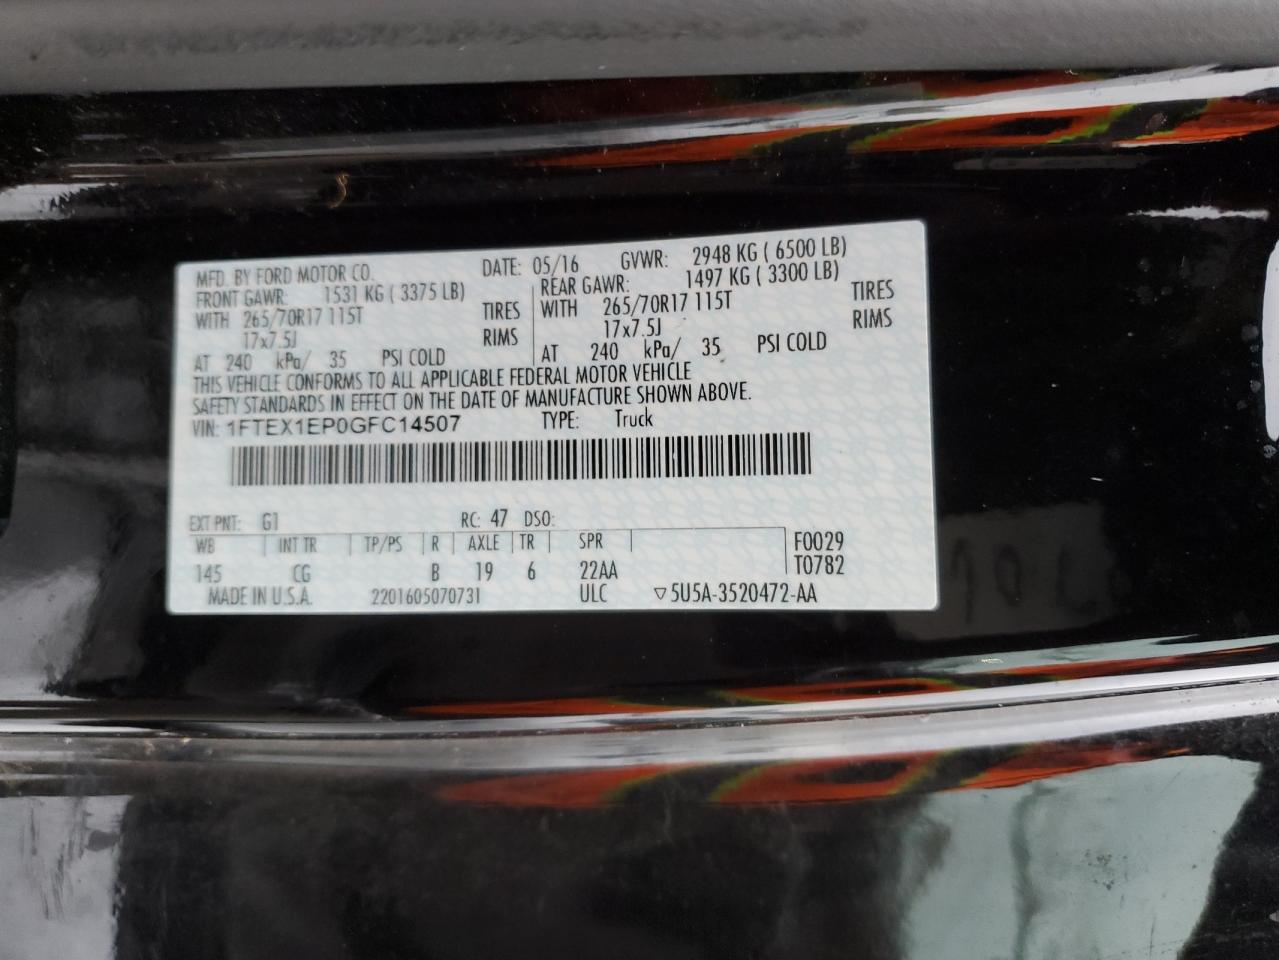 MFD. BY FORD MOTOR CO. DATE: 05/16 GVWR: 2948 KG ( 6500 LB)
FRONT GAWR: 1531 KG ( 3375 LB) REAR GAWR: 1497 KG ( 3300 LB)
WITH 265/70R17 115T TIRES WITH 265/70R17 115T TIRES
17x7.5J RIMS 17x7.5J RIMS
AT 240 kPa/ 35 PSI COLD AT 240 kPa/ 35 PSI COLD
THIS VEHICLE CONFORMS TO ALL APPLICABLE FEDERAL MOTOR VEHICLE
SAFETY STANDARDS IN EFFECT ON THE DATE OF MANUFACTURE SHOWN ABOVE.
VIN: 1FTEX1EP0GFC14507 TYPE: Truck
EXT PNT: G1 RC: 47 DSO:
WB INT TR TP/PS R AXLE TR SPR F0029
145 CG B 19 6 22AA T0782
MADE IN U.S.A. 2201605070731 ULC ▽5U5A-3520472-AA